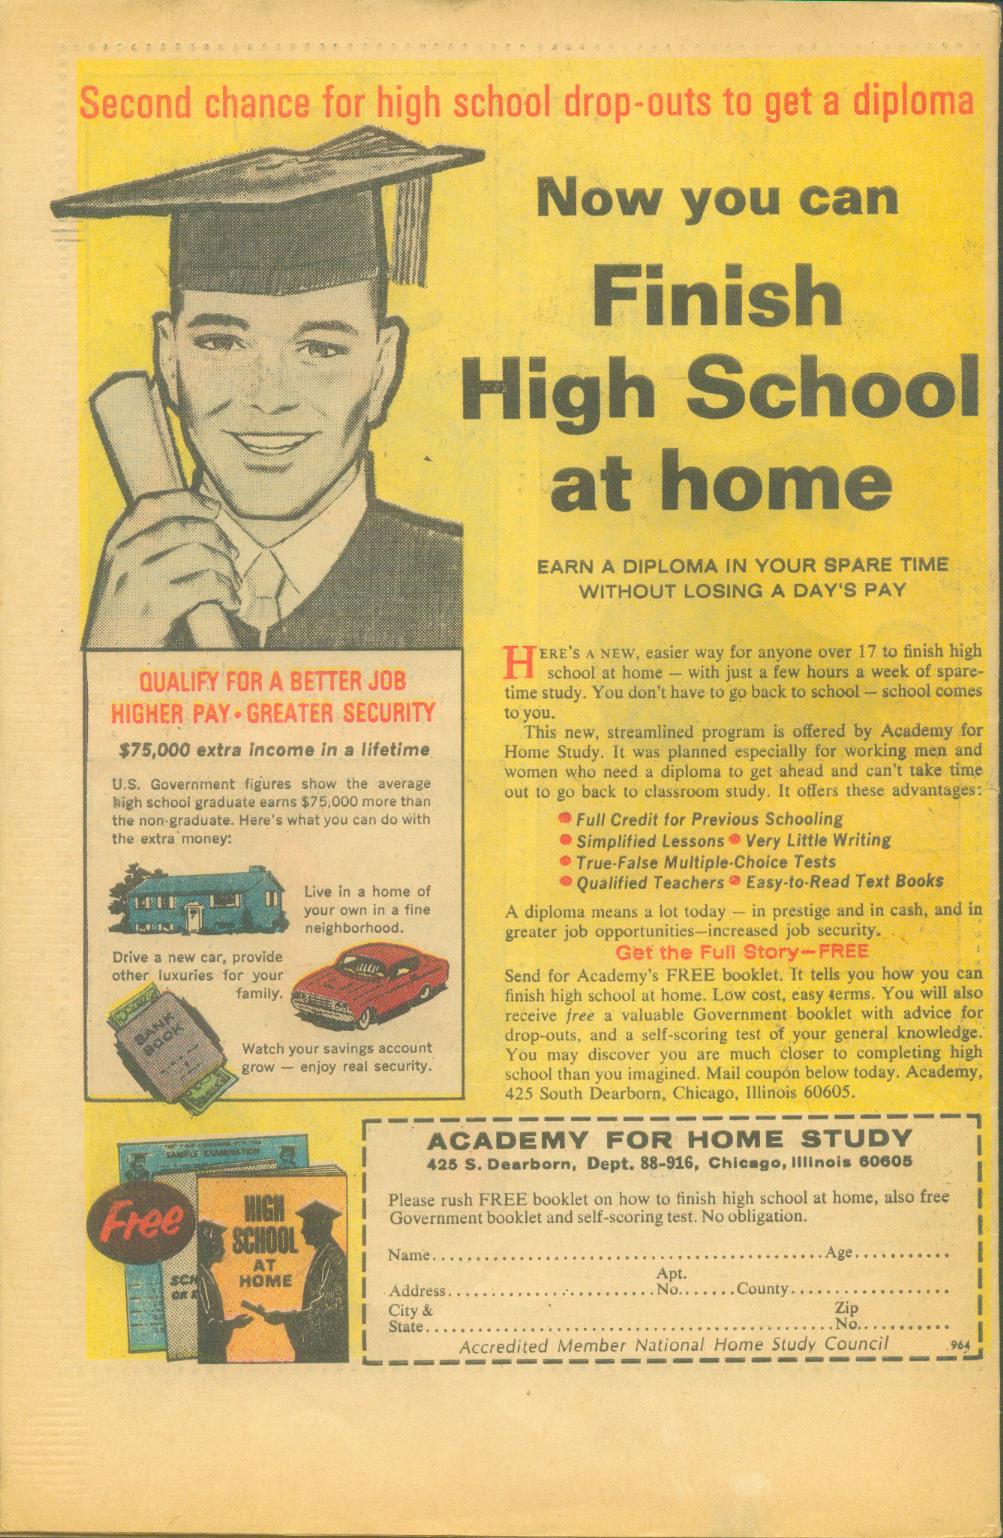 Second chance for high school drop-outs to get a diploma
Now you can
Finish
High School
at home
EARN A DIPLOMA IN YOUR SPARE TIME
WITHOUT LOSING A DAY'S PAY
QUALIFY FOR A BETTER JOB
HIGHER PAY • GREATER SECURITY
$75,000 extra income in a lifetime
U.S. Government figures show the average
high school graduate earns $75,000 more than
the non-graduate. Here's what you can do with
the extra money:
Live in a home of
your own in a fine
neighborhood.
Drive a new car, provide
other luxuries for your
family.
BANK
BOOK
Watch your savings account
grow — enjoy real security.
HERE'S A NEW, easier way for anyone over 17 to finish high
school at home — with just a few hours a week of spare-
time study. You don't have to go back to school — school comes
to you.
This new, streamlined program is offered by Academy for
Home Study. It was planned especially for working men and
women who need a diploma to get ahead and can't take time
out to go back to classroom study. It offers these advantages:
• Full Credit for Previous Schooling
• Simplified Lessons • Very Little Writing
• True-False Multiple-Choice Tests
• Qualified Teachers • Easy-to-Read Text Books
A diploma means a lot today — in prestige and in cash, and in
greater job opportunities—increased job security.
Get the Full Story—FREE
Send for Academy's FREE booklet. It tells you how you can
finish high school at home. Low cost, easy terms. You will also
receive free a valuable Government booklet with advice for
drop-outs, and a self-scoring test of your general knowledge.
You may discover you are much closer to completing high
school than you imagined. Mail coupon below today. Academy,
425 South Dearborn, Chicago, Illinois 60605.
SAMPLE EXAMINATION
Free
SCH
OR
HIGH
SCHOOL
AT
HOME
ACADEMY FOR HOME STUDY
425 S. Dearborn, Dept. 88-916, Chicago, Illinois 60605
Please rush FREE booklet on how to finish high school at home, also free
Government booklet and self-scoring test. No obligation.
Name..........Age..........
Address..........Apt. No.......County..........
City & State..........Zip No..........
Accredited Member National Home Study Council 964